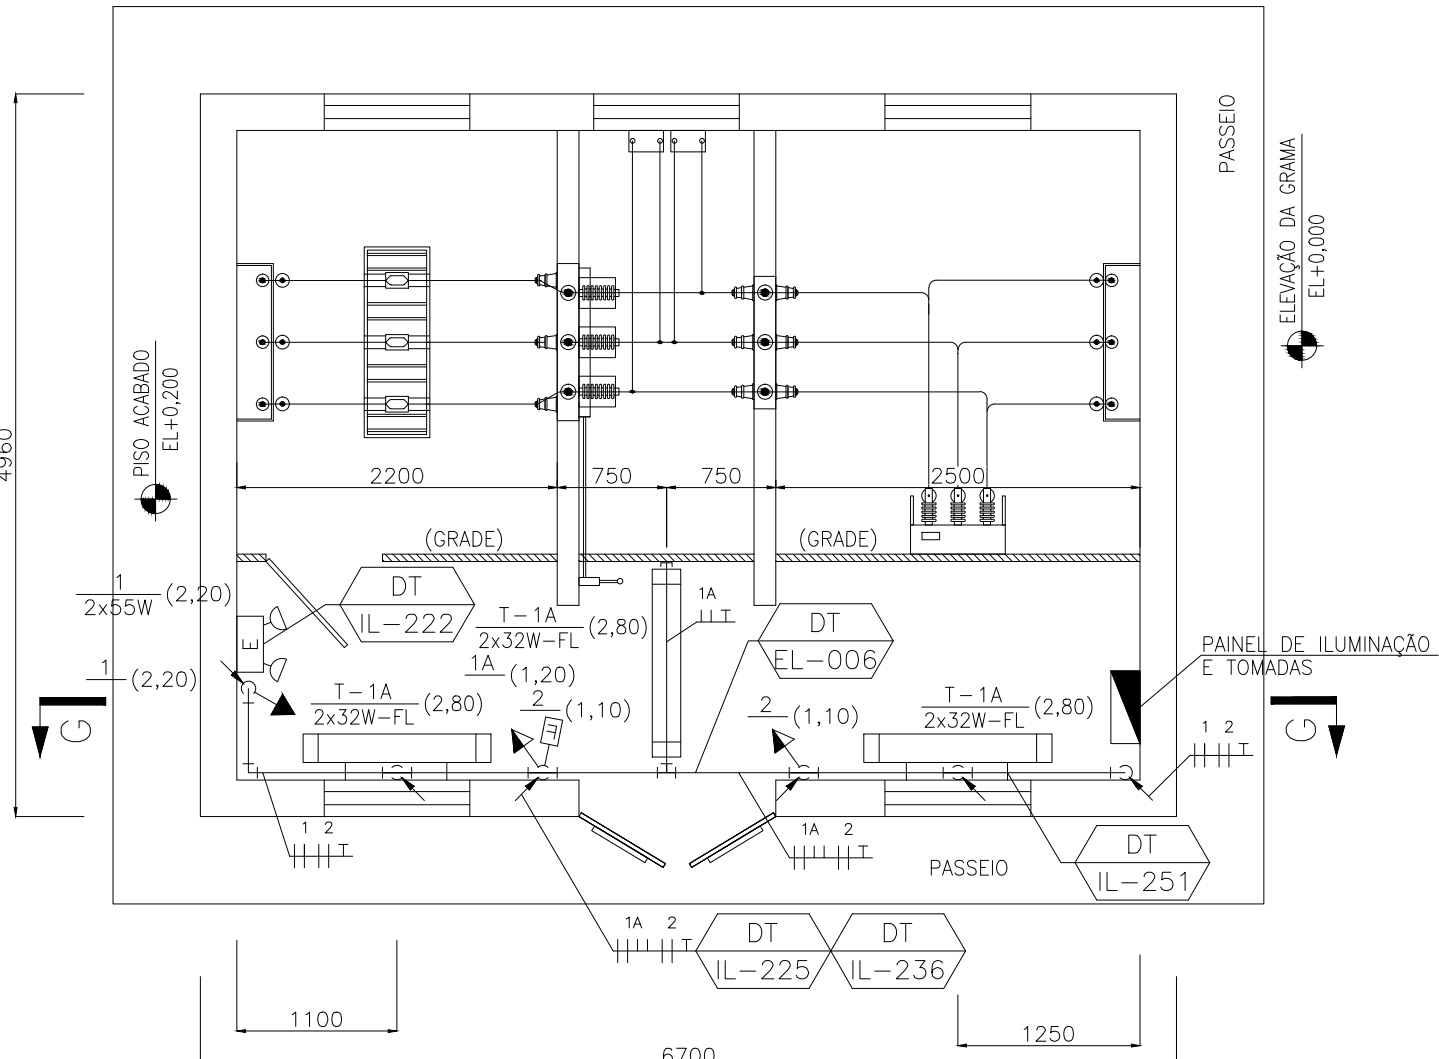 PASSEIO
ELEVAÇÃO DA GRAMA
EL+0,000
4960
PISO ACABADO
EL+0,200
2200
750
750
2500
(GRADE)
(GRADE)
1
2x55W (2,20)
DT
IL-222
T-1A
2x32W-FL (2,80)
1A
DT
EL-006
E
1 (2,20)
1A (1,20)
PAINEL DE ILUMINAÇÃO
E TOMADAS
T-1A
2x32W-FL (2,80)
2 (1,10)
2 (1,10)
T-1A
2x32W-FL (2,80)
G
G
1 2
T
1 2
T
1A 2
T
PASSEIO
DT
IL-251
1A 2
T
DT
IL-225
DT
IL-236
1100
1250
6700